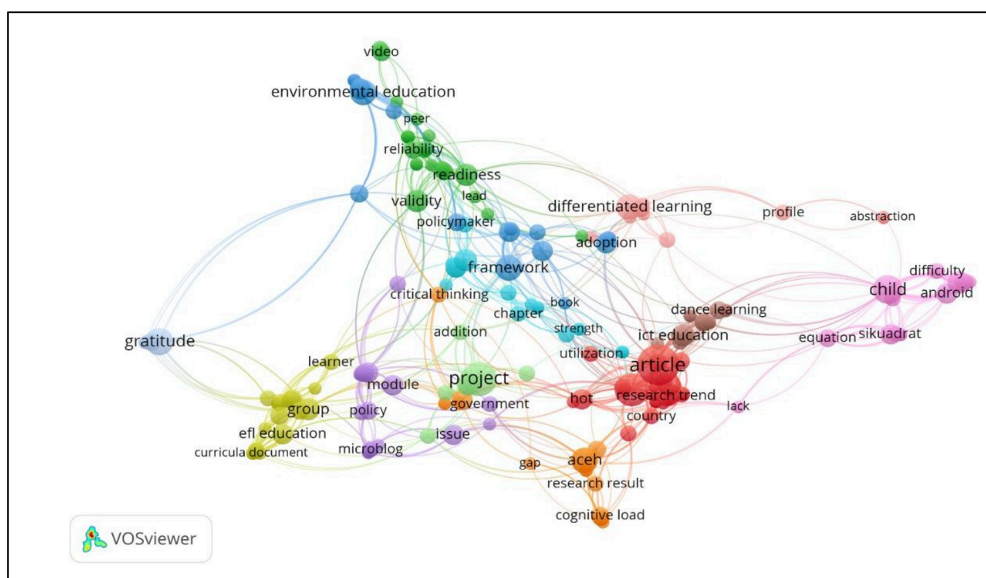 video
environmental education
peer
reliability
readiness
lead
validity
policymaker
differentiated learning
profile
abstraction
adoption
framework
critical thinking
book
chapter
strength
addition
dance learning
ict education
utilization
child
difficulty
android
equation
sikuadrat
gratitude
learner
module
project
article
research trend
hot
country
lack
group
policy
government
efl education
curricula document
microblog
issue
gap
aceh
research result
cognitive load
VOSviewer